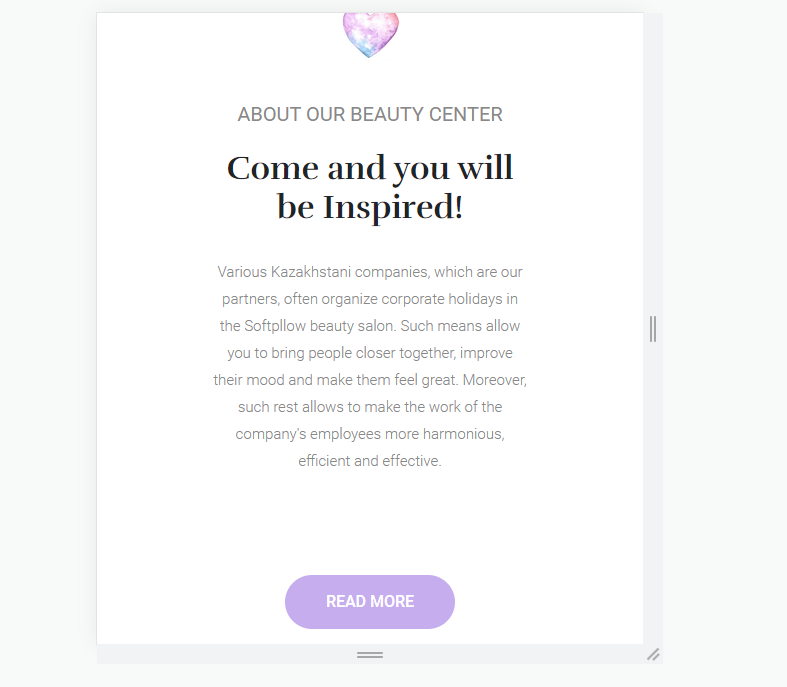 ABOUT OUR BEAUTY CENTER
Come and you will
be Inspired!
Various Kazakhstani companies, which are our
partners, often organize corporate holidays in
the Softpllow beauty salon. Such means allow
you to bring people closer together, improve
their mood and make them feel great. Moreover,
such rest allows to make the work of the
company's employees more harmonious,
efficient and effective.
READ MORE